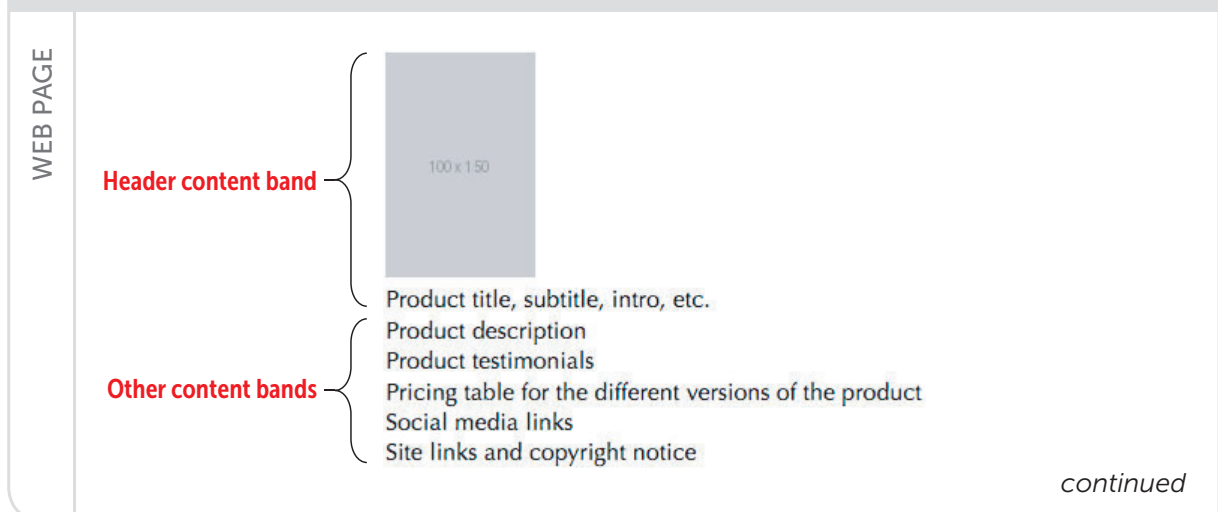 WEB PAGE
Header content band
100 x 150
Product title, subtitle, intro, etc.
Product description
Product testimonials
Other content bands
Pricing table for the different versions of the product
Social media links
Site links and copyright notice
continued